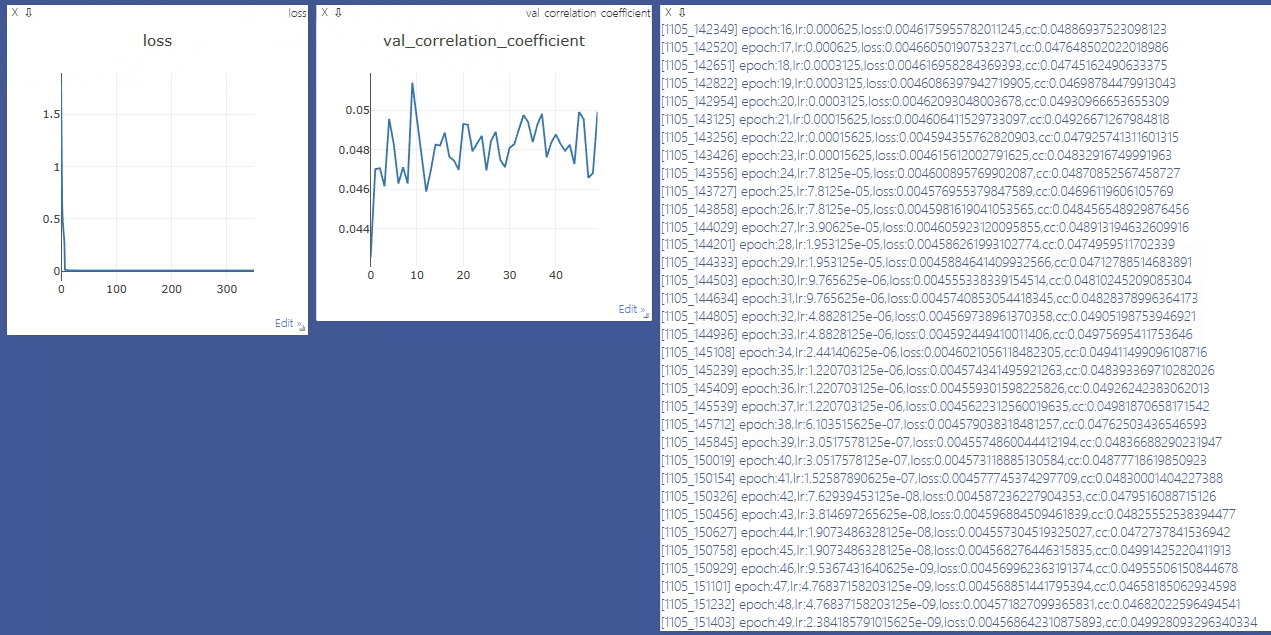 X ⇩ loss
loss
1.5
1
0.5
0
0 100 200 300
Edit »
X ⇩ val correlation coefficient
val_correlation_coefficient
0.05
0.048
0.046
0.044
0 10 20 30 40
Edit »
X ⇩
[1105_142349] epoch:16,lr:0.000625,loss:0.0046175955782011245,cc:0.04886937523098123
[1105_142520] epoch:17,lr:0.000625,loss:0.004660501907532371,cc:0.047648502022018986
[1105_142651] epoch:18,lr:0.0003125,loss:0.004616958284369393,cc:0.04745162490633375
[1105_142822] epoch:19,lr:0.0003125,loss:0.0046086397942719905,cc:0.04698784479913043
[1105_142954] epoch:20,lr:0.0003125,loss:0.00462093048003678,cc:0.04930966653655309
[1105_143125] epoch:21,lr:0.00015625,loss:0.004606411529733097,cc:0.04926671267984818
[1105_143256] epoch:22,lr:0.00015625,loss:0.004594355762820903,cc:0.047925741311601315
[1105_143426] epoch:23,lr:0.00015625,loss:0.004615612002791625,cc:0.04832916749991963
[1105_143556] epoch:24,lr:7.8125e-05,loss:0.004600895769902087,cc:0.04870852567458727
[1105_143727] epoch:25,lr:7.8125e-05,loss:0.004576955379847589,cc:0.04696119606105769
[1105_143858] epoch:26,lr:7.8125e-05,loss:0.0045981619041053565,cc:0.048456548929876456
[1105_144029] epoch:27,lr:3.90625e-05,loss:0.004605923120095855,cc:0.048913194632609916
[1105_144201] epoch:28,lr:1.953125e-05,loss:0.004586261993102774,cc:0.0474959511702339
[1105_144333] epoch:29,lr:1.953125e-05,loss:0.0045884641409932566,cc:0.04712788514683891
[1105_144503] epoch:30,lr:9.765625e-06,loss:0.004555338339154514,cc:0.04810245209085304
[1105_144634] epoch:31,lr:9.765625e-06,loss:0.0045740853054418345,cc:0.04828378996364173
[1105_144805] epoch:32,lr:4.8828125e-06,loss:0.004569738961370358,cc:0.04905198753946921
[1105_144936] epoch:33,lr:4.8828125e-06,loss:0.004592449410011406,cc:0.04975695411753646
[1105_145108] epoch:34,lr:2.44140625e-06,loss:0.0046021056118482305,cc:0.049411499096108716
[1105_145239] epoch:35,lr:1.220703125e-06,loss:0.004574341495921263,cc:0.048393369710282026
[1105_145409] epoch:36,lr:1.220703125e-06,loss:0.004559301598225826,cc:0.04926242383062013
[1105_145539] epoch:37,lr:1.220703125e-06,loss:0.0045622312560019635,cc:0.04981870658171542
[1105_145712] epoch:38,lr:6.103515625e-07,loss:0.004579038318481257,cc:0.04762503436546593
[1105_145845] epoch:39,lr:3.0517578125e-07,loss:0.0045574860044412194,cc:0.04836688290231947
[1105_150019] epoch:40,lr:3.0517578125e-07,loss:0.004573118885130584,cc:0.04877718619850923
[1105_150154] epoch:41,lr:1.52587890625e-07,loss:0.004577745374297709,cc:0.04830001404227388
[1105_150326] epoch:42,lr:7.62939453125e-08,loss:0.004587236227904353,cc:0.0479516088715126
[1105_150456] epoch:43,lr:3.814697265625e-08,loss:0.004596884509461839,cc:0.04825552538394477
[1105_150627] epoch:44,lr:1.9073486328125e-08,loss:0.004557304519325027,cc:0.0472737841536942
[1105_150758] epoch:45,lr:1.9073486328125e-08,loss:0.004568276446315835,cc:0.04991425220411913
[1105_150929] epoch:46,lr:9.5367431640625e-09,loss:0.004569962363191374,cc:0.04955506150844678
[1105_151101] epoch:47,lr:4.76837158203125e-09,loss:0.004568851441795394,cc:0.04658185062934598
[1105_151232] epoch:48,lr:4.76837158203125e-09,loss:0.004571827099365831,cc:0.04682022596494541
[1105_151403] epoch:49,lr:2.384185791015625e-09,loss:0.004568642310875893,cc:0.049928093296340334